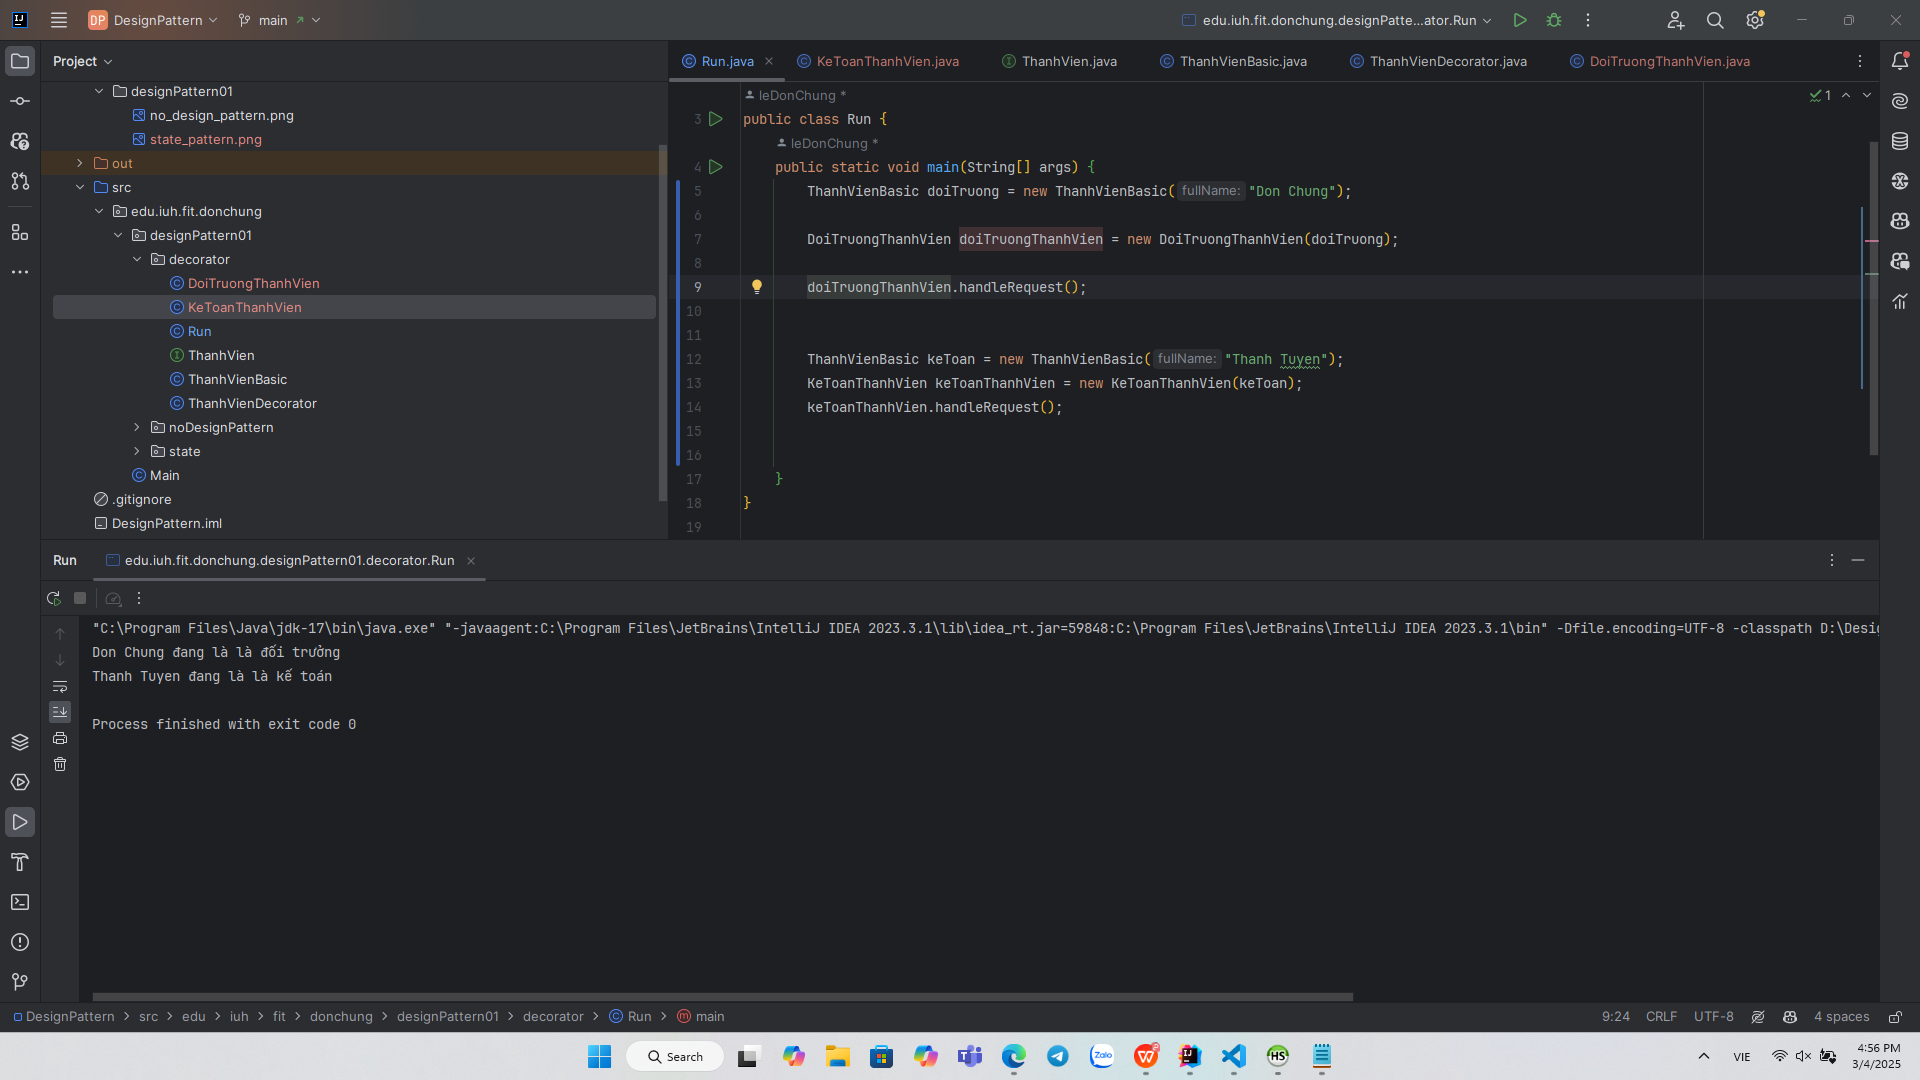 DP DesignPattern main edu.iuh.fit.donchung.designPatte...ator.Run
Project
Run.java KeToanThanhVien.java ThanhVien.java ThanhVienBasic.java ThanhVienDecorator.java DoiTruongThanhVien.java
designPattern01
no_design_pattern.png
state_pattern.png
out
src
edu.iuh.fit.donchung
designPattern01
decorator
DoiTruongThanhVien
KeToanThanhVien
Run
ThanhVien
ThanhVienBasic
ThanhVienDecorator
noDesignPattern
state
Main
.gitignore
DesignPattern.iml
leDonChung *
1
3 public class Run {
leDonChung *
4 public static void main(String[] args) {
5 ThanhVienBasic doiTruong = new ThanhVienBasic( fullName: "Don Chung");
6
7 DoiTruongThanhVien doiTruongThanhVien = new DoiTruongThanhVien(doiTruong);
8
9 doiTruongThanhVien.handleRequest();
10
11
12 ThanhVienBasic keToan = new ThanhVienBasic( fullName: "Thanh Tuyen");
13 KeToanThanhVien keToanThanhVien = new KeToanThanhVien(keToan);
14 keToanThanhVien.handleRequest();
15
16
17 }
18 }
19
Run edu.iuh.fit.donchung.designPattern01.decorator.Run
"C:\Program Files\Java\jdk-17\bin\java.exe" "-javaagent:C:\Program Files\JetBrains\IntelliJ IDEA 2023.3.1\lib\idea_rt.jar=59848:C:\Program Files\JetBrains\IntelliJ IDEA 2023.3.1\bin" -Dfile.encoding=UTF-8 -classpath D:\Desig
Don Chung đang là là đối trưởng
Thanh Tuyen đang là là kế toán
Process finished with exit code 0
DesignPattern > src > edu > iuh > fit > donchung > designPattern01 > decorator > Run > main
9:24 CRLF UTF-8 4 spaces
Search
VIE
4:56 PM
3/4/2025